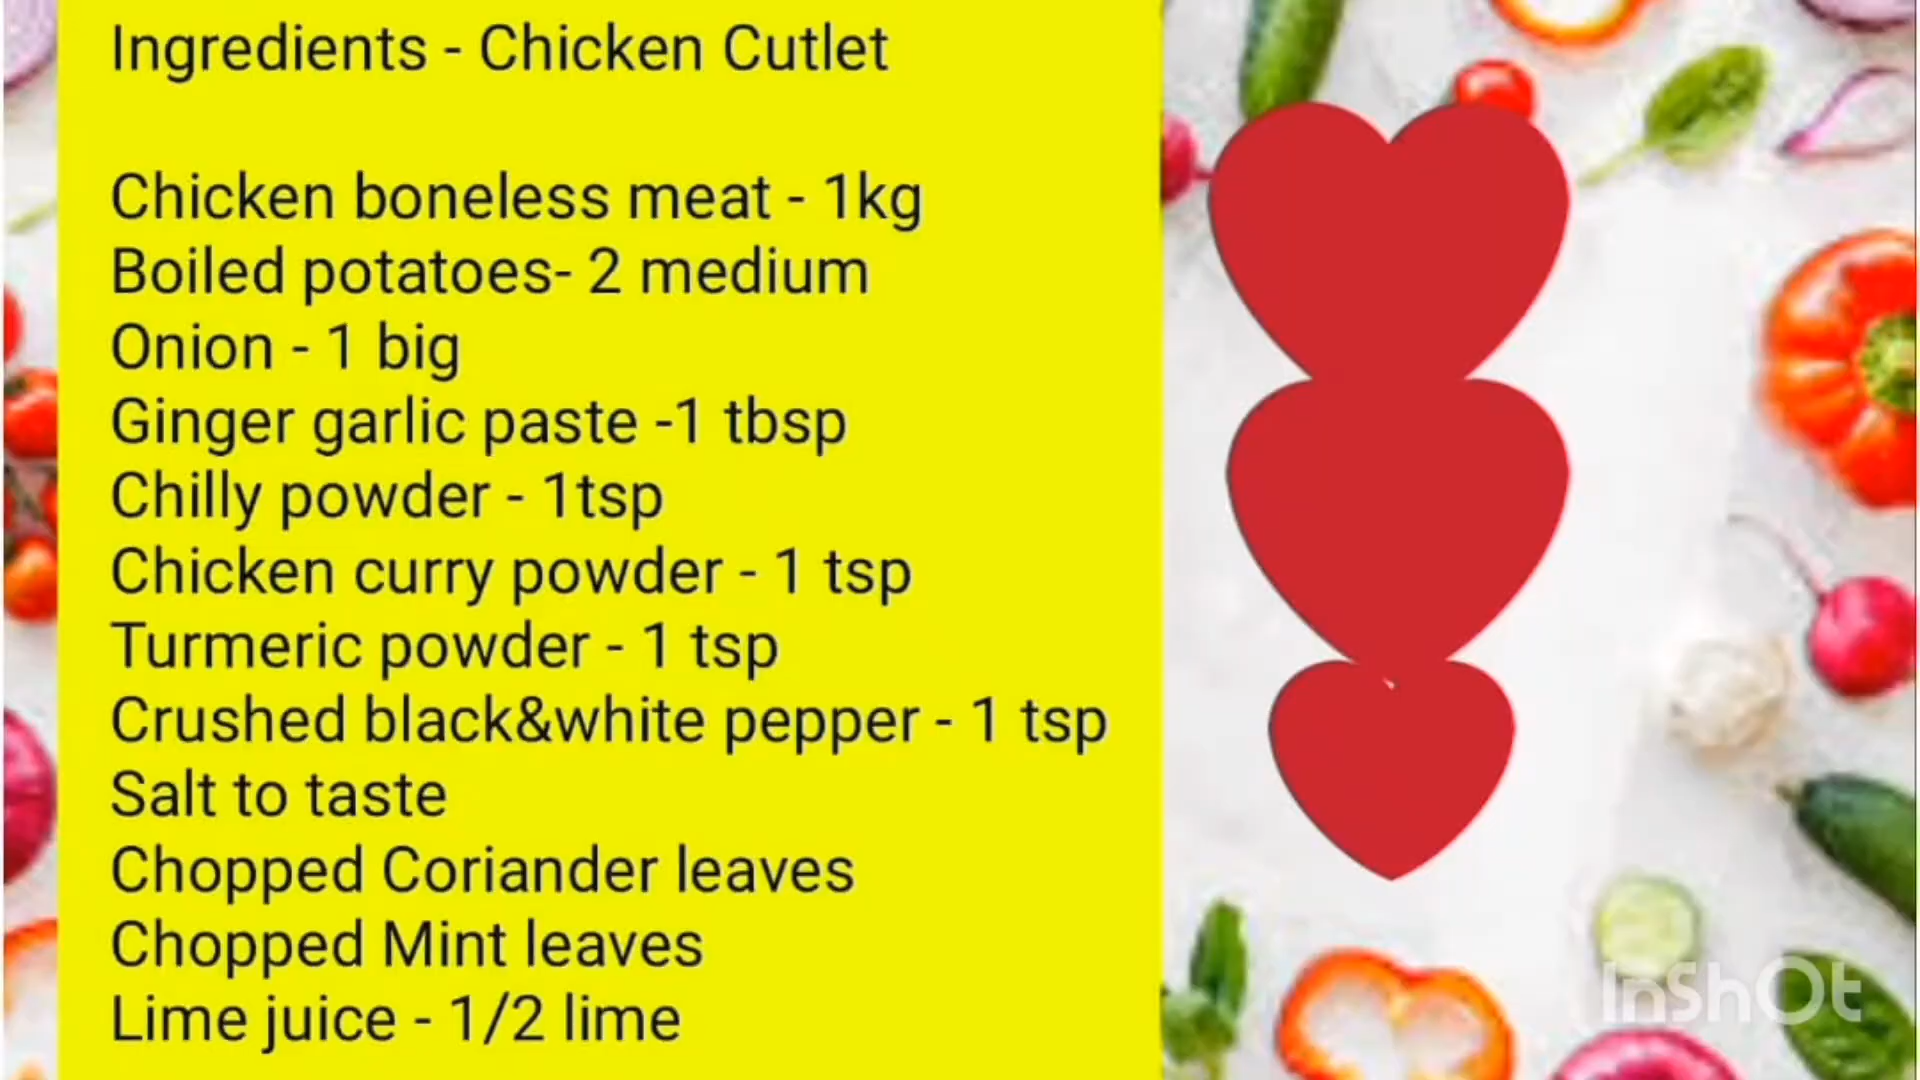 Ingredients - Chicken Cutlet
Chicken boneless meat - 1kg
Boiled potatoes- 2 medium
Onion - 1 big
Ginger garlic paste -1 tbsp
Chilly powder - 1tsp
Chicken curry powder - 1 tsp
Turmeric powder - 1 tsp
Crushed black&white pepper - 1 tsp
Salt to taste
Chopped Coriander leaves
Chopped Mint leaves
Lime juice - 1/2 lime
InShOt